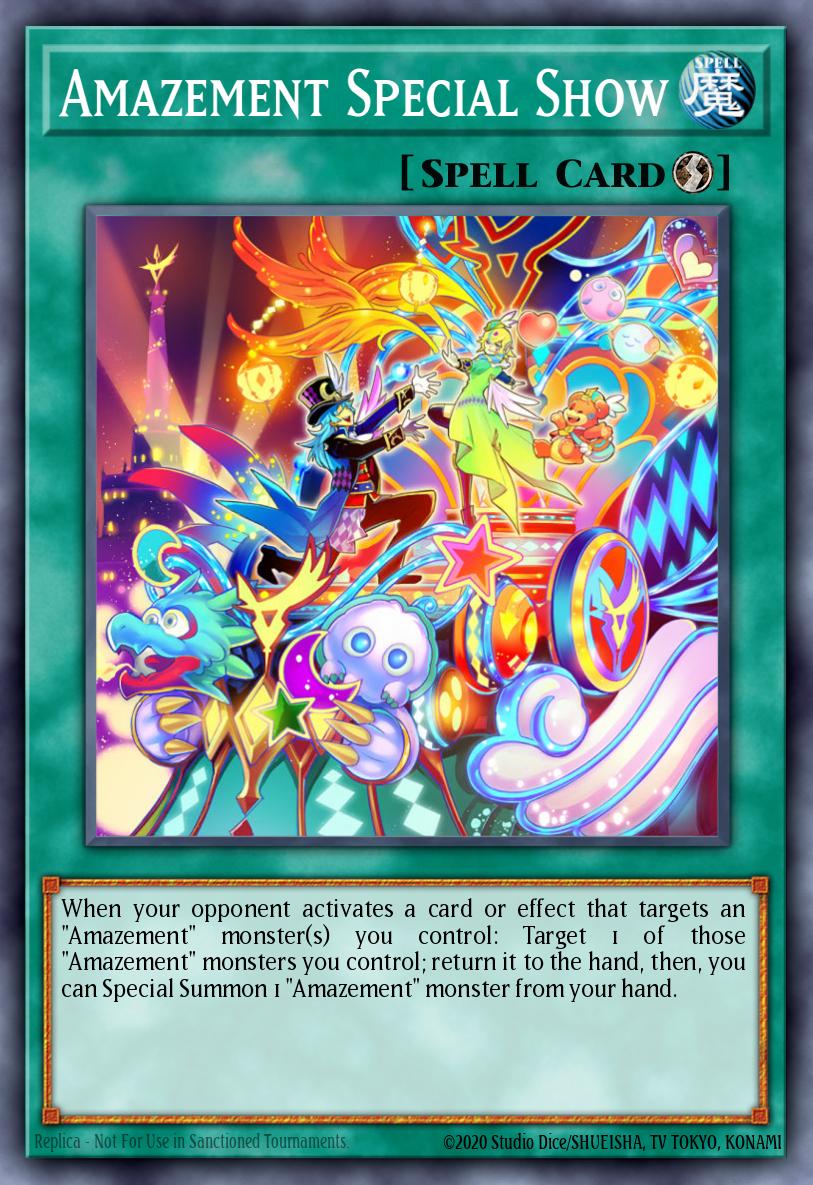 AMAZEMENT SPECIAL SHOW
SPELL
魔
[SPELL CARD]
When your opponent activates a card or effect that targets an
"Amazement" monster(s) you control: Target 1 of those
"Amazement" monsters you control; return it to the hand, then, you
can Special Summon 1 "Amazement" monster from your hand.
Replica - Not For Use in Sanctioned Tournaments.
©2020 Studio Dice/SHUEISHA, TV TOKYO, KONAMI